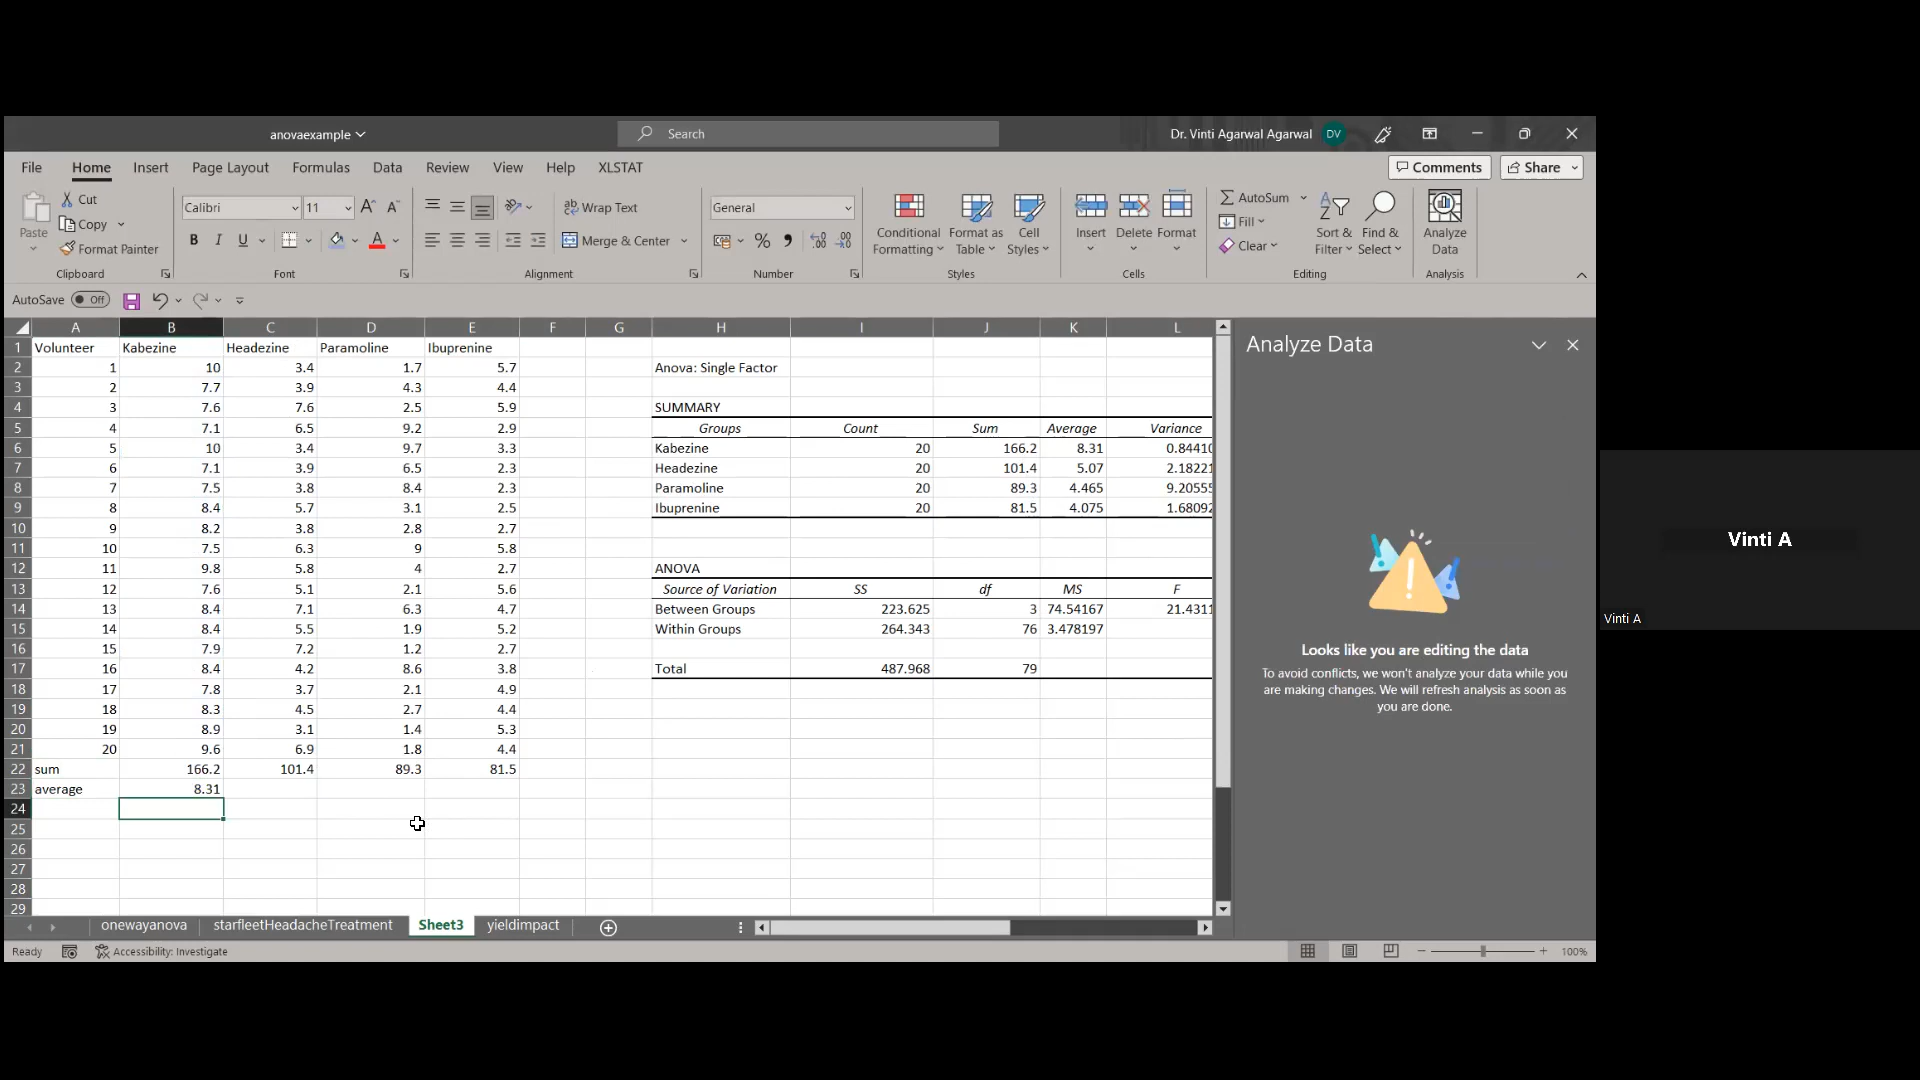 anovaexample
Search
Dr. Vinti Agarwal Agarwal DV
File Home Insert Page Layout Formulas Data Review View Help XLSTAT Comments Share
Paste Cut Copy Format Painter Clipboard
Calibri 11 B I U A Font
ab Wrap Text Merge & Center Alignment
General % Number
Conditional Formatting Format as Table Cell Styles Styles
Insert Delete Format Cells
AutoSum Fill Clear Sort & Filter Find & Select Editing
Analyze Data Analysis
AutoSave Off
A B C D E F G H I J K L
1 Volunteer Kabezine Headezine Paramoline Ibuprenine
2 1 10 3.4 1.7 5.7 Anova: Single Factor
3 2 7.7 3.9 4.3 4.4
4 3 7.6 7.6 2.5 5.9 SUMMARY
5 4 7.1 6.5 9.2 2.9 Groups Count Sum Average Variance
6 5 10 3.4 9.7 3.3 Kabezine 20 166.2 8.31 0.84410
7 6 7.1 3.9 6.5 2.3 Headezine 20 101.4 5.07 2.18221
8 7 7.5 3.8 8.4 2.3 Paramoline 20 89.3 4.465 9.20555
9 8 8.4 5.7 3.1 2.5 Ibuprenine 20 81.5 4.075 1.68092
10 9 8.2 3.8 2.8 2.7
11 10 7.5 6.3 9 5.8
12 11 9.8 5.8 4 2.7 ANOVA
13 12 7.6 5.1 2.1 5.6 Source of Variation SS df MS F
14 13 8.4 7.1 6.3 4.7 Between Groups 223.625 3 74.54167 21.4311
15 14 8.4 5.5 1.9 5.2 Within Groups 264.343 76 3.478197
16 15 7.9 7.2 1.2 2.7
17 16 8.4 4.2 8.6 3.8 Total 487.968 79
18 17 7.8 3.7 2.1 4.9
19 18 8.3 4.5 2.7 4.4
20 19 8.9 3.1 1.4 5.3
21 20 9.6 6.9 1.8 4.4
22 sum 166.2 101.4 89.3 81.5
23 average 8.31
24
25
26
27
28
29
Analyze Data
Looks like you are editing the data
To avoid conflicts, we won't analyze your data while you
are making changes. We will refresh analysis as soon as
you are done.
onewayanova starfleetHeadacheTreatment Sheet3 yieldimpact
Ready Accessibility: Investigate 100%
Vinti A
Vinti A